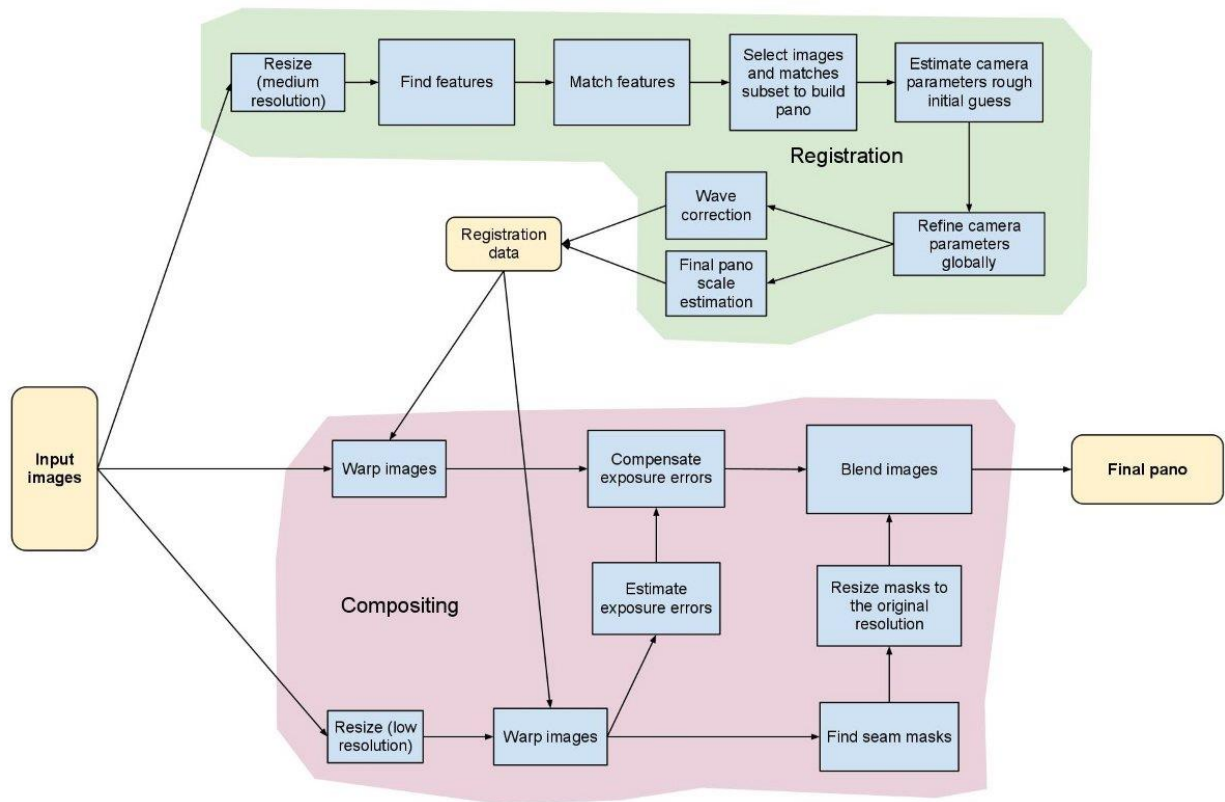 Resize
(medium
resolution)
Find features
Match features
Select images
and matches
subset to build
pano
Estimate camera
parameters rough
initial guess
Registration
Wave
correction
Refine camera
parameters
globally
Registration
data
Final pano
scale
estimation
Input
images
Warp images
Compensate
exposure errors
Blend images
Final pano
Compositing
Estimate
exposure errors
Resize masks to
the original
resolution
Resize (low
resolution)
Warp images
Find seam masks